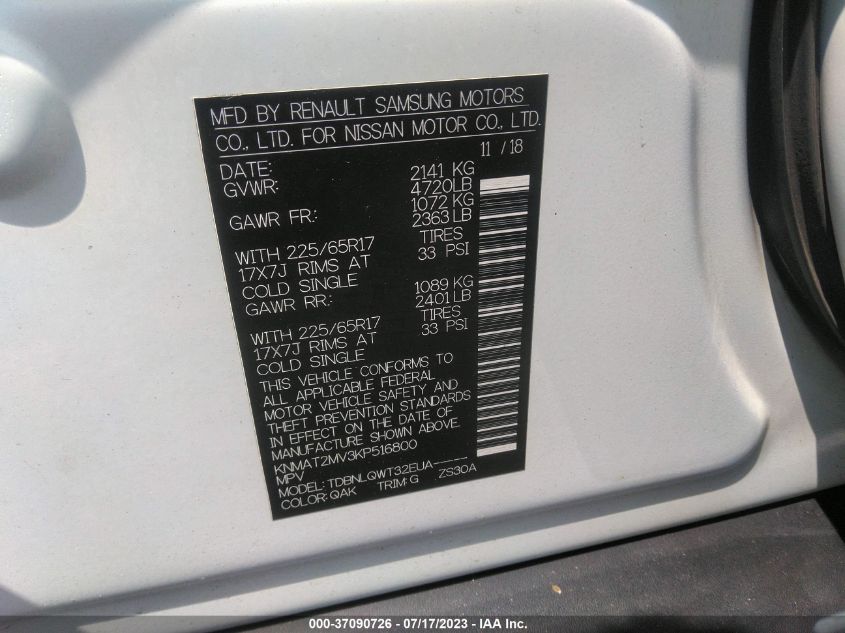 MFD BY RENAULT SAMSUNG MOTORS
CO., LTD. FOR NISSAN MOTOR CO., LTD.
DATE: 11 / 18
GVWR: 2141 KG
4720LB
GAWR FR.: 1072 KG
2363 LB
WITH 225/65R17 TIRES
17X7J RIMS AT 33 PSI
COLD SINGLE
GAWR RR.: 1089 KG
2401 LB
WITH 225/65R17 TIRES
17X7J RIMS AT 33 PSI
COLD SINGLE
THIS VEHICLE CONFORMS TO
ALL APPLICABLE FEDERAL
MOTOR VEHICLE SAFETY AND
THEFT PREVENTION STANDARDS
IN EFFECT ON THE DATE OF
MANUFACTURE SHOWN ABOVE.
KNMAT2MV3KP516800
MPV
MODEL: TDBNLQWT32EUA-----
COLOR: QAK TRIM: G ZS30A
000-37090726 - 07/17/2023 - IAA Inc.